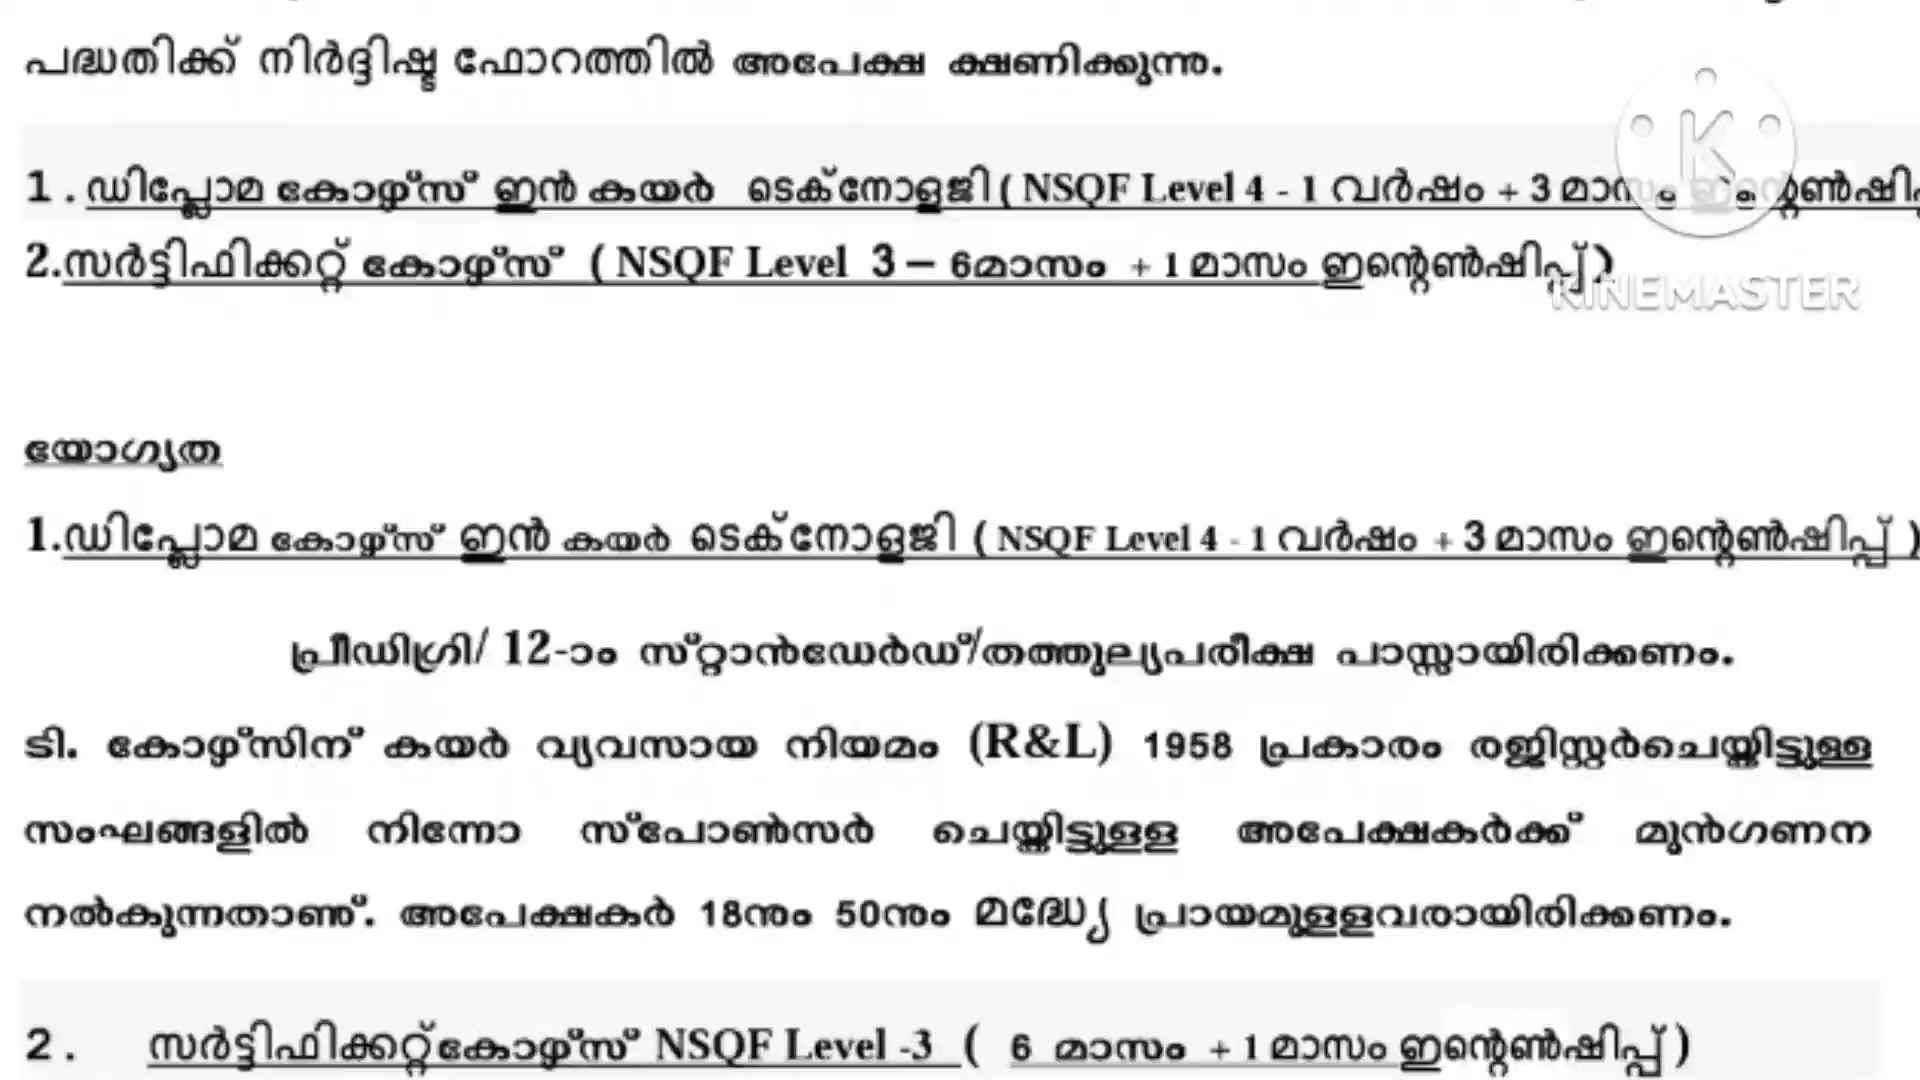 പദ്ധതിക്ക് നിർദ്ദിഷ്ട ഫോറത്തിൽ അപേക്ഷ ക്ഷണിക്കുന്നു.
1 . ഡിപ്ലോമ കോഴ്സ് ഇൻ കയർ ടെക്നോളജി ( NSQF Level 4 - 1 വർഷം + 3 മാസം
2.സർട്ടിഫിക്കറ്റ് കോഴ്സ് ( NSQF Level 3 – 6മാസം + 1 മാസം ഇന്റെൺഷിപ്പ് )
KINEMASTER
യോഗ്യത
1.ഡിപ്ലോമ കോഴ്സ് ഇൻ കയർ ടെക്നോളജി ( NSQF Level 4 - 1 വർഷം + 3 മാസം ഇന്റെൺഷിപ്പ് )
പ്രീഡിഗ്രി/ 12-ാം സ്റ്റാൻഡേർഡ്/തത്തുല്യപരീക്ഷ പാസ്സായിരിക്കണം.
ടി. കോഴ്സിന് കയർ വ്യവസായ നിയമം (R&L) 1958 പ്രകാരം രജിസ്റ്റർചെയ്തിട്ടുള്ള
സംഘങ്ങളിൽ നിന്നോ സ്പോൺസർ ചെയ്തിട്ടുളള അപേക്ഷകർക്ക് മുൻഗണന
നൽകുന്നതാണ്. അപേക്ഷകർ 18നും 50നും മദ്ധ്യേ പ്രായമുളളവരായിരിക്കണം.
2 . സർട്ടിഫിക്കറ്റ്കോഴ്സ് NSQF Level -3 ( 6 മാസം + 1 മാസം ഇന്റെൺഷിപ്പ് )